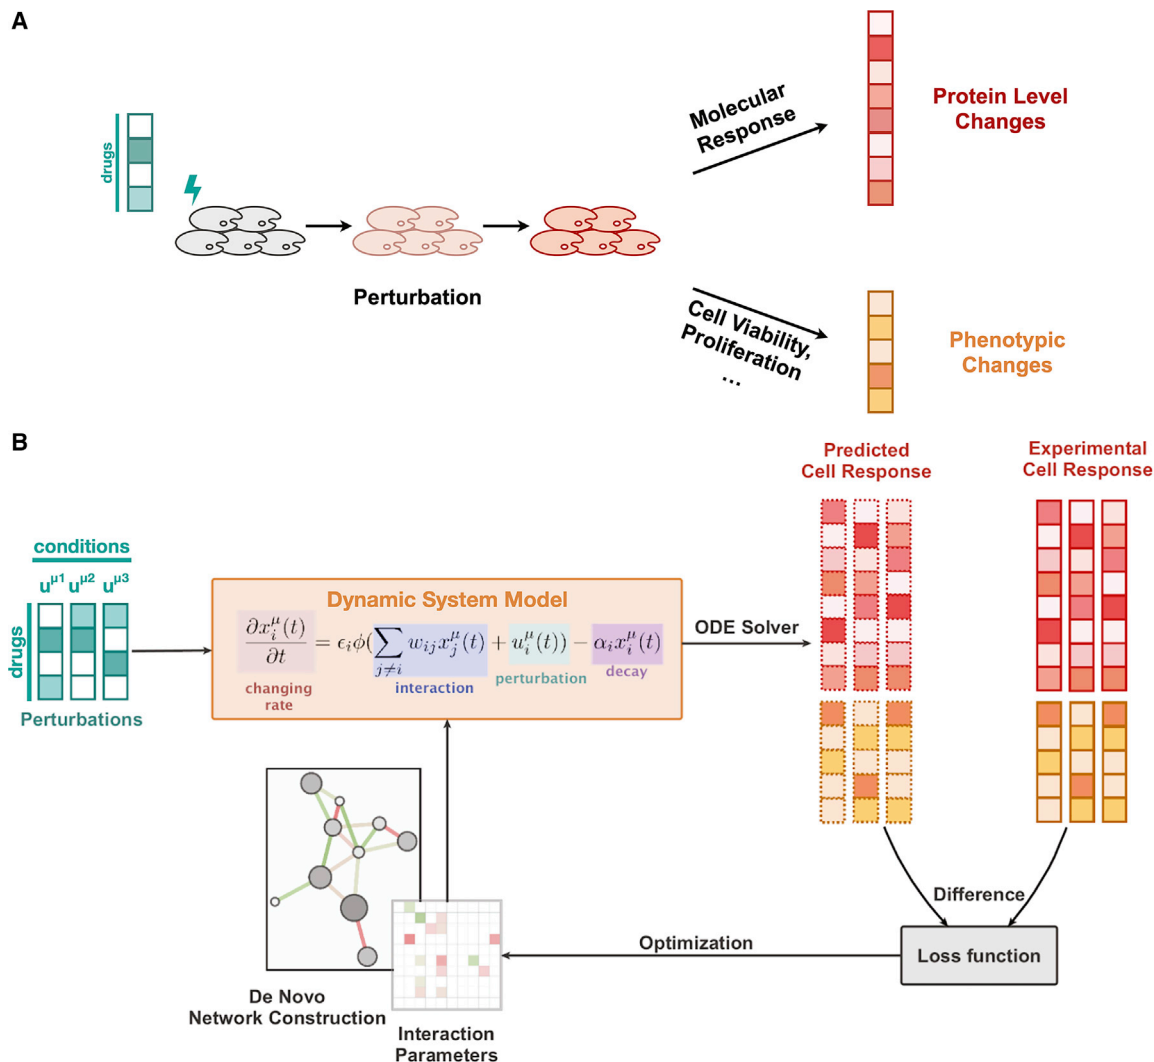 A
drugs
Perturbation
Molecular
Response
Protein Level
Changes
Cell Viability,
Proliferation
...
Phenotypic
Changes
B
conditions
u^μ1 u^μ2 u^μ3
drugs
Perturbations
Dynamic System Model
∂x_i^μ(t)/∂t = ϵ_i ϕ(∑_{j≠i} w_{ij} x_j^μ(t) + u_i^μ(t)) − α_i x_i^μ(t)
changing
rate
interaction
perturbation
decay
ODE Solver
Predicted
Cell Response
Experimental
Cell Response
Difference
Loss function
Optimization
De Novo
Network Construction
Interaction
Parameters